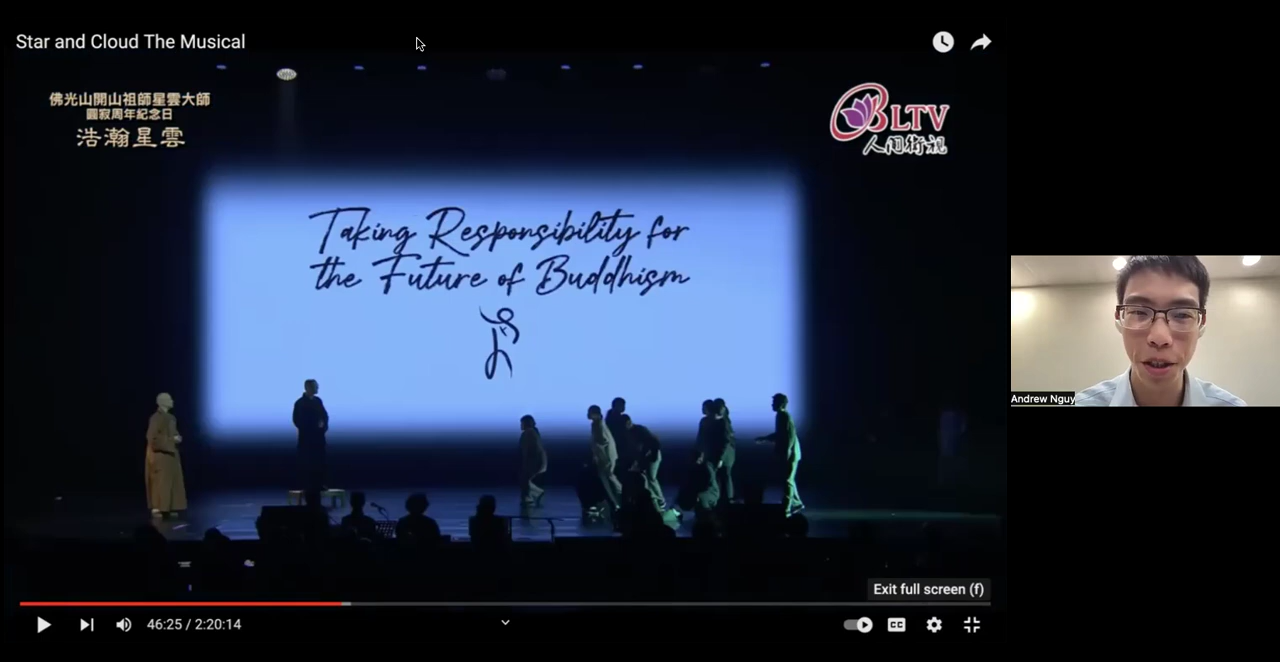 Star and Cloud The Musical
佛光山開山祖師星雲大師
圓寂周年紀念日
浩瀚星雲
BLTV
人间衛視
Taking Responsibility for
the Future of Buddhism
Andrew Nguy
Exit full screen (f)
46:25 / 2:20:14
CC